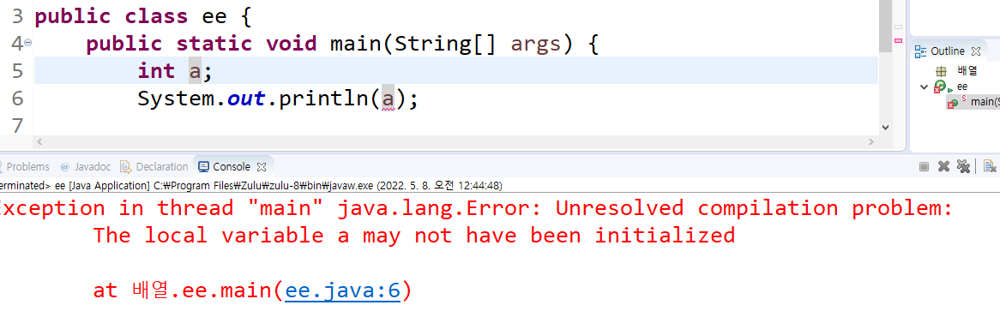 3 public class ee {
4 public static void main(String[] args) {
5 int a;
6 System.out.println(a);
7
Outline
배열
ee
main(S
Problems @ Javadoc Declaration Console
erminated> ee [Java Application] C:₩Program Files₩Zulu₩zulu-8₩bin₩javaw.exe (2022. 5. 8. 오전 12:44:48)
Exception in thread "main" java.lang.Error: Unresolved compilation problem:
The local variable a may not have been initialized
at 배열.ee.main(ee.java:6)